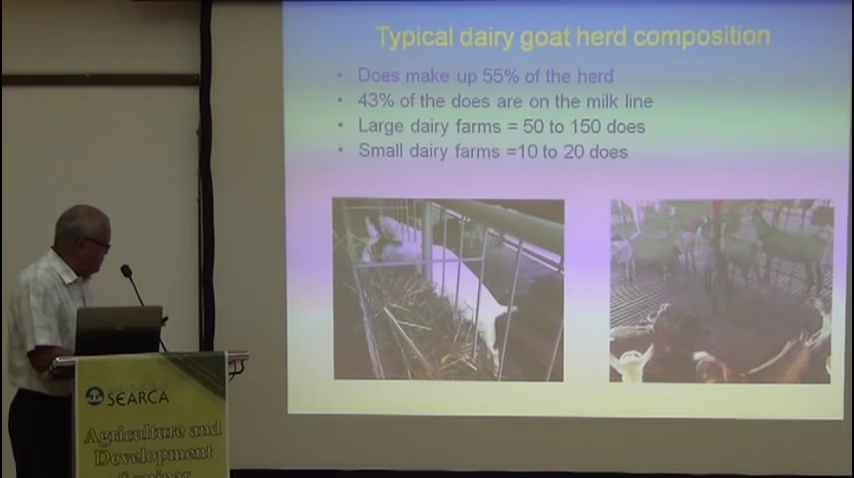 Typical dairy goat herd composition
• Does make up 55% of the herd
• 43% of the does are on the milk line
• Large dairy farms = 50 to 150 does
• Small dairy farms =10 to 20 does
SEARCA
Agriculture and
Development
Seminar